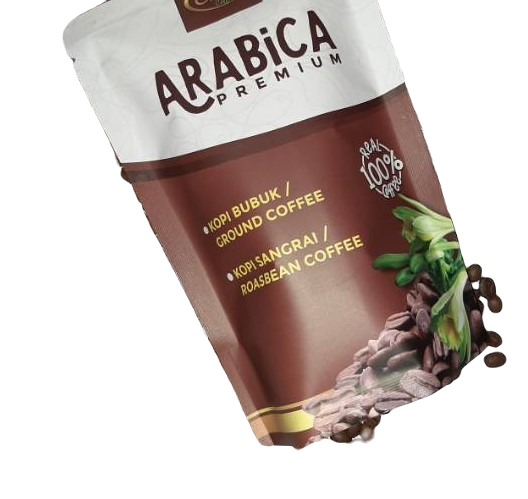 ARABiCA
PREMIUM
REAL
100%
Coffee
KOPI BUBUK /
GROUND COFFEE
KOPI SANGRAI /
ROASBEAN COFFEE